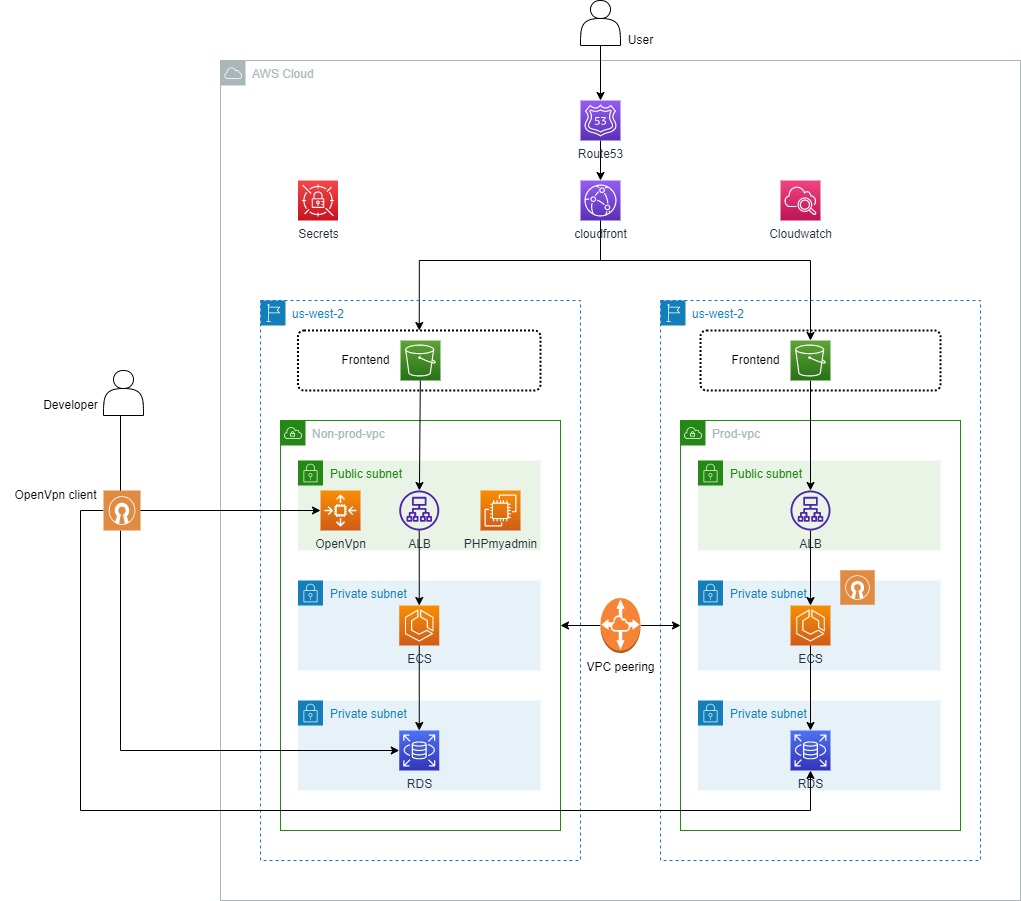 User
AWS Cloud
53
Route53
Secrets
cloudfront
Cloudwatch
us-west-2
us-west-2
Frontend
Frontend
Developer
Non-prod-vpc
Prod-vpc
Public subnet
Public subnet
OpenVpn client
OpenVpn
ALB
PHPmyadmin
ALB
Private subnet
Private subnet
ECS
VPC peering
ECS
Private subnet
Private subnet
RDS
RDS